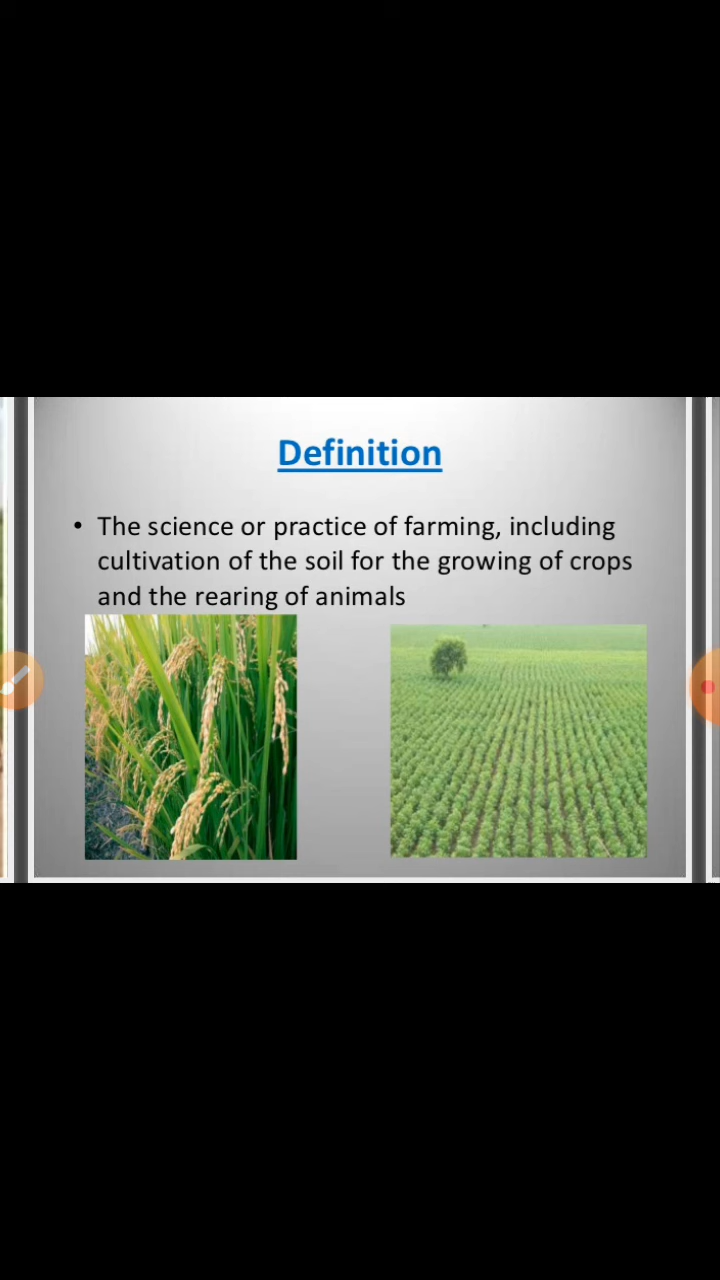 Definition
• The science or practice of farming, including
cultivation of the soil for the growing of crops
and the rearing of animals